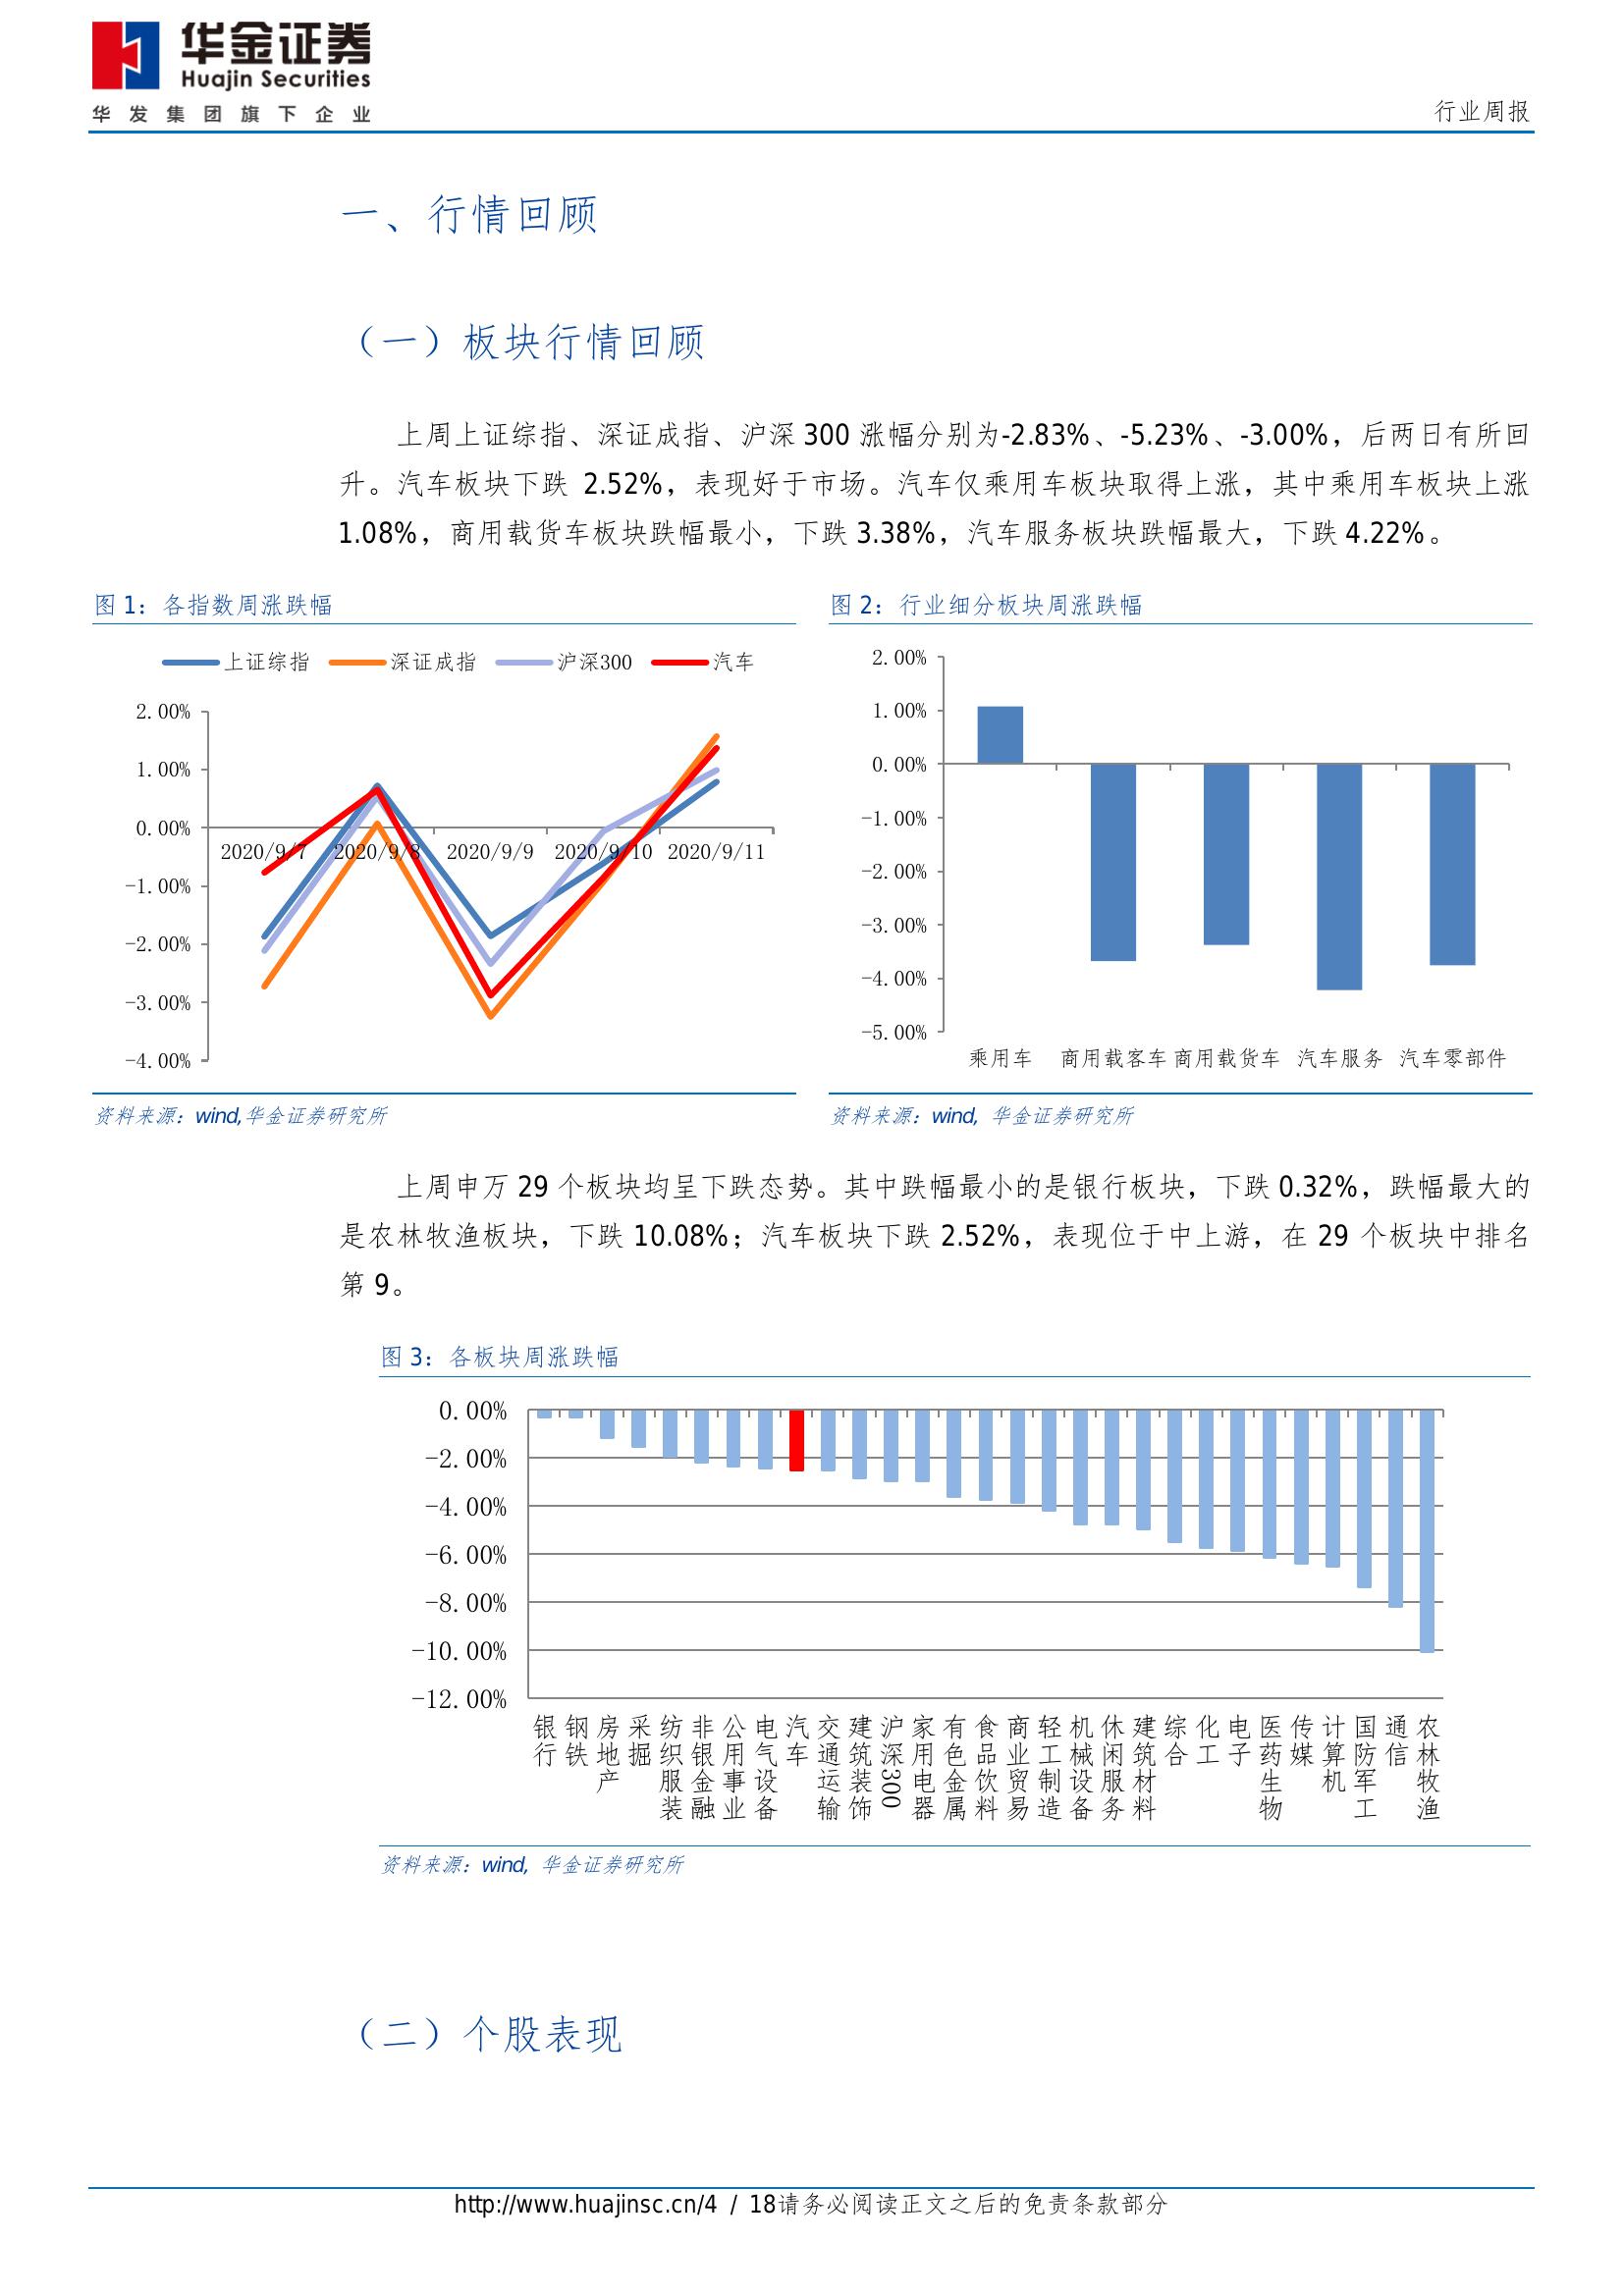 华金证券
Huajin Securities
华发集团旗下企业
行业周报
一、行情回顾
（一）板块行情回顾
上周上证综指、深证成指、沪深 300 涨幅分别为-2.83%、-5.23%、-3.00%，后两日有所回
升。汽车板块下跌 2.52%，表现好于市场。汽车仅乘用车板块取得上涨，其中乘用车板块上涨
1.08%，商用载货车板块跌幅最小，下跌 3.38%，汽车服务板块跌幅最大，下跌 4.22%。
图 1：各指数周涨跌幅
上证综指 深证成指 沪深300 汽车
2.00%
1.00%
0.00%
-1.00%
-2.00%
-3.00%
-4.00%
2020/9/7 2020/9/8 2020/9/9 2020/9/10 2020/9/11
资料来源：wind,华金证券研究所
图 2：行业细分板块周涨跌幅
2.00%
1.00%
0.00%
-1.00%
-2.00%
-3.00%
-4.00%
-5.00%
乘用车 商用载客车 商用载货车 汽车服务 汽车零部件
资料来源：wind, 华金证券研究所
上周申万 29 个板块均呈下跌态势。其中跌幅最小的是银行板块，下跌 0.32%，跌幅最大的
是农林牧渔板块，下跌 10.08%；汽车板块下跌 2.52%，表现位于中上游，在 29 个板块中排名
第 9。
图 3：各板块周涨跌幅
0.00%
-2.00%
-4.00%
-6.00%
-8.00%
-10.00%
-12.00%
银行 钢铁 房地产 采掘 纺织服装 非银金融 公用事业 电气设备 汽车 交通运输 建筑装饰 沪深300 家用电器 有色金属 食品饮料 商业贸易 轻工制造 机械设备 休闲服务 建筑材料 综合 化工 电子 医药生物 传媒 计算机 国防军工 通信 农林牧渔
资料来源：wind, 华金证券研究所
（二）个股表现
http://www.huajinsc.cn/4 / 18请务必阅读正文之后的免责条款部分